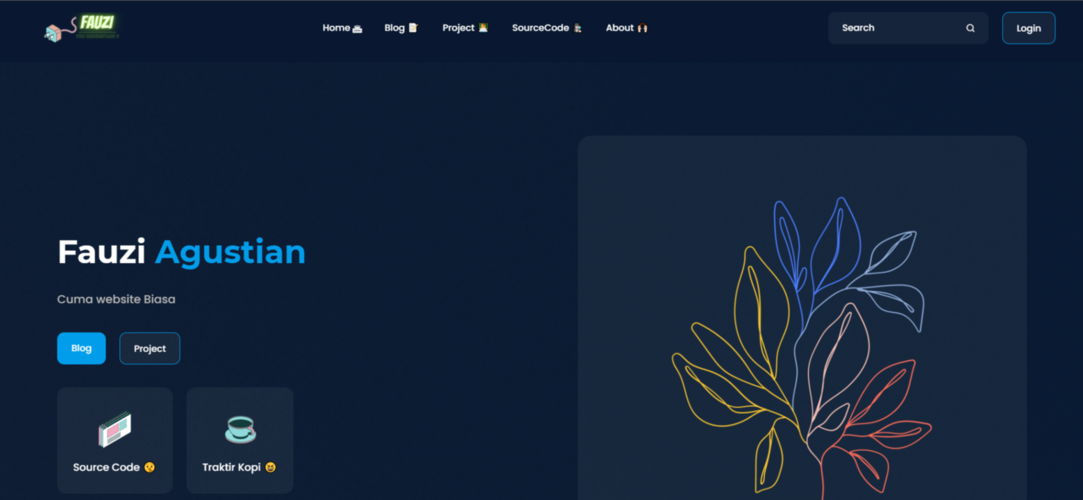 FAUZI
Home Blog Project SourceCode About Search Login
Fauzi Agustian
Cuma website Biasa
Blog Project
Source Code Traktir Kopi